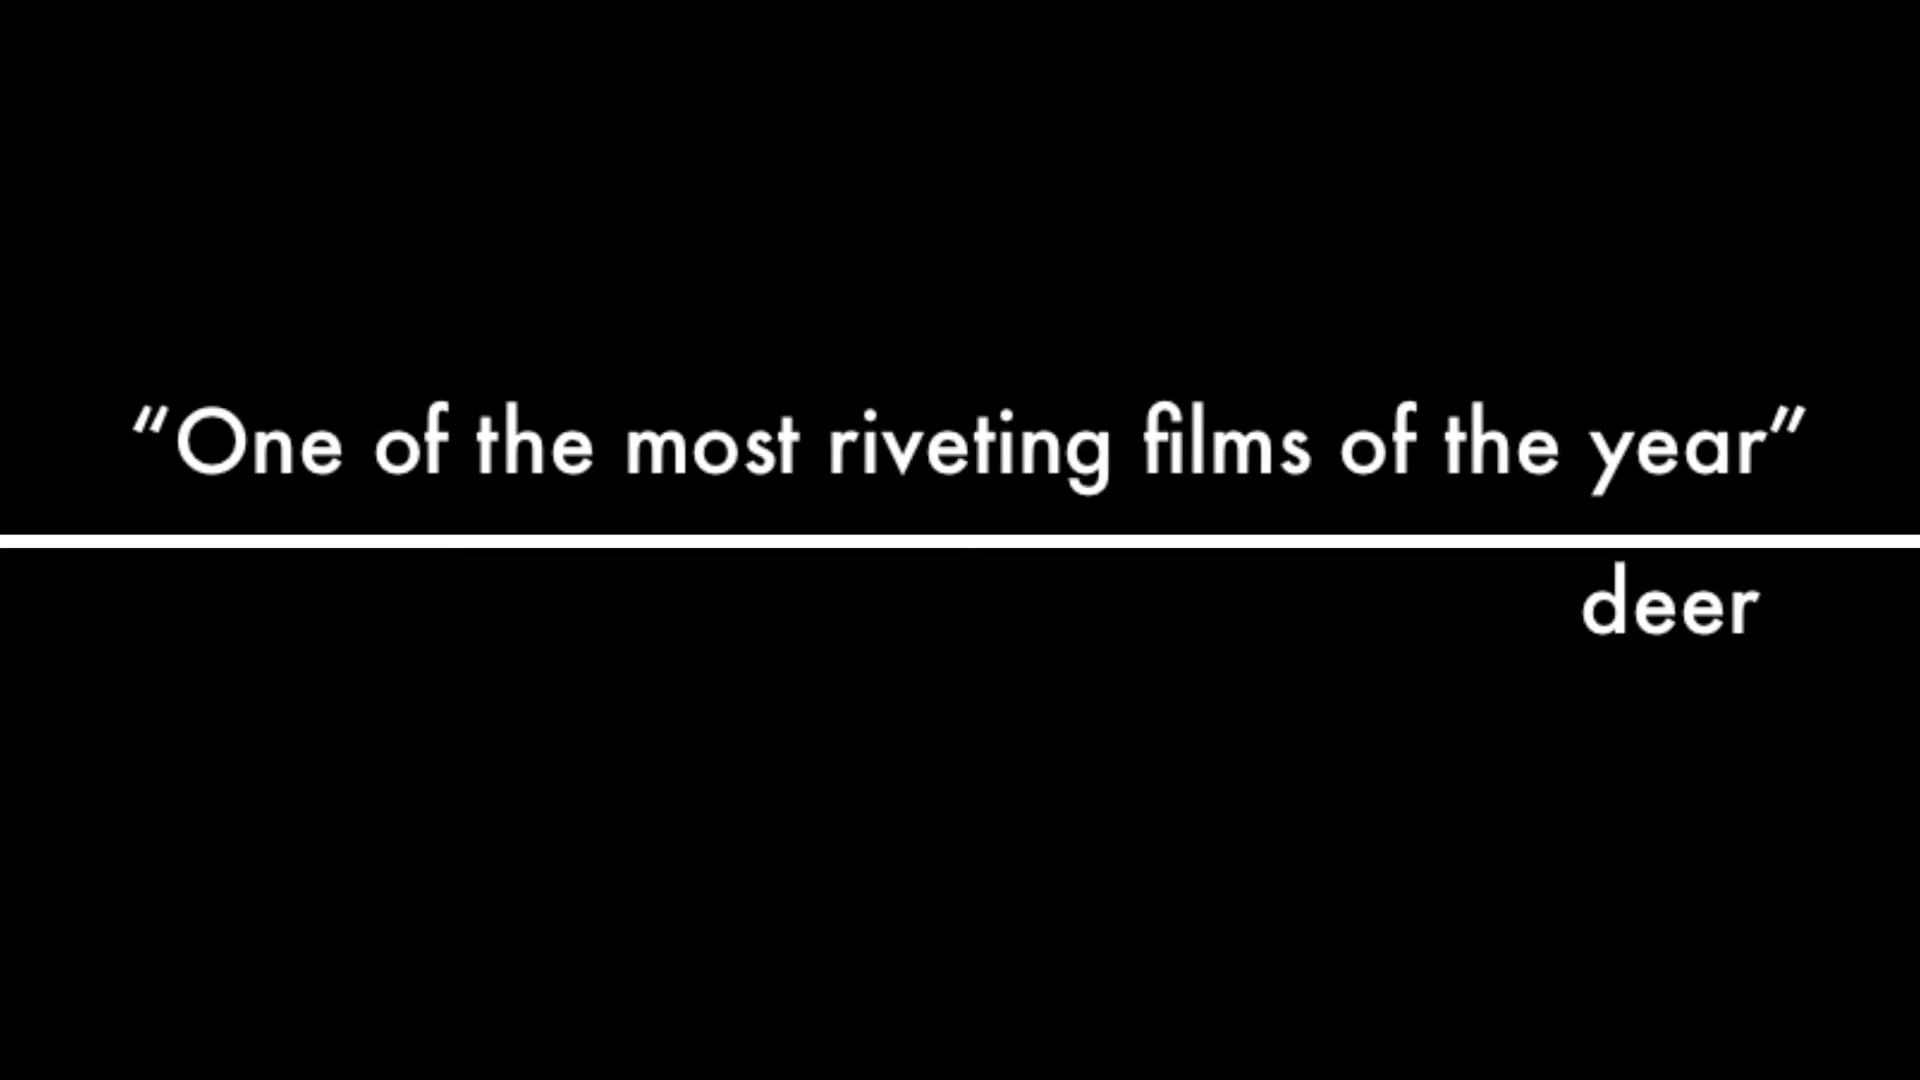 “One of the most riveting films of the year”
deer